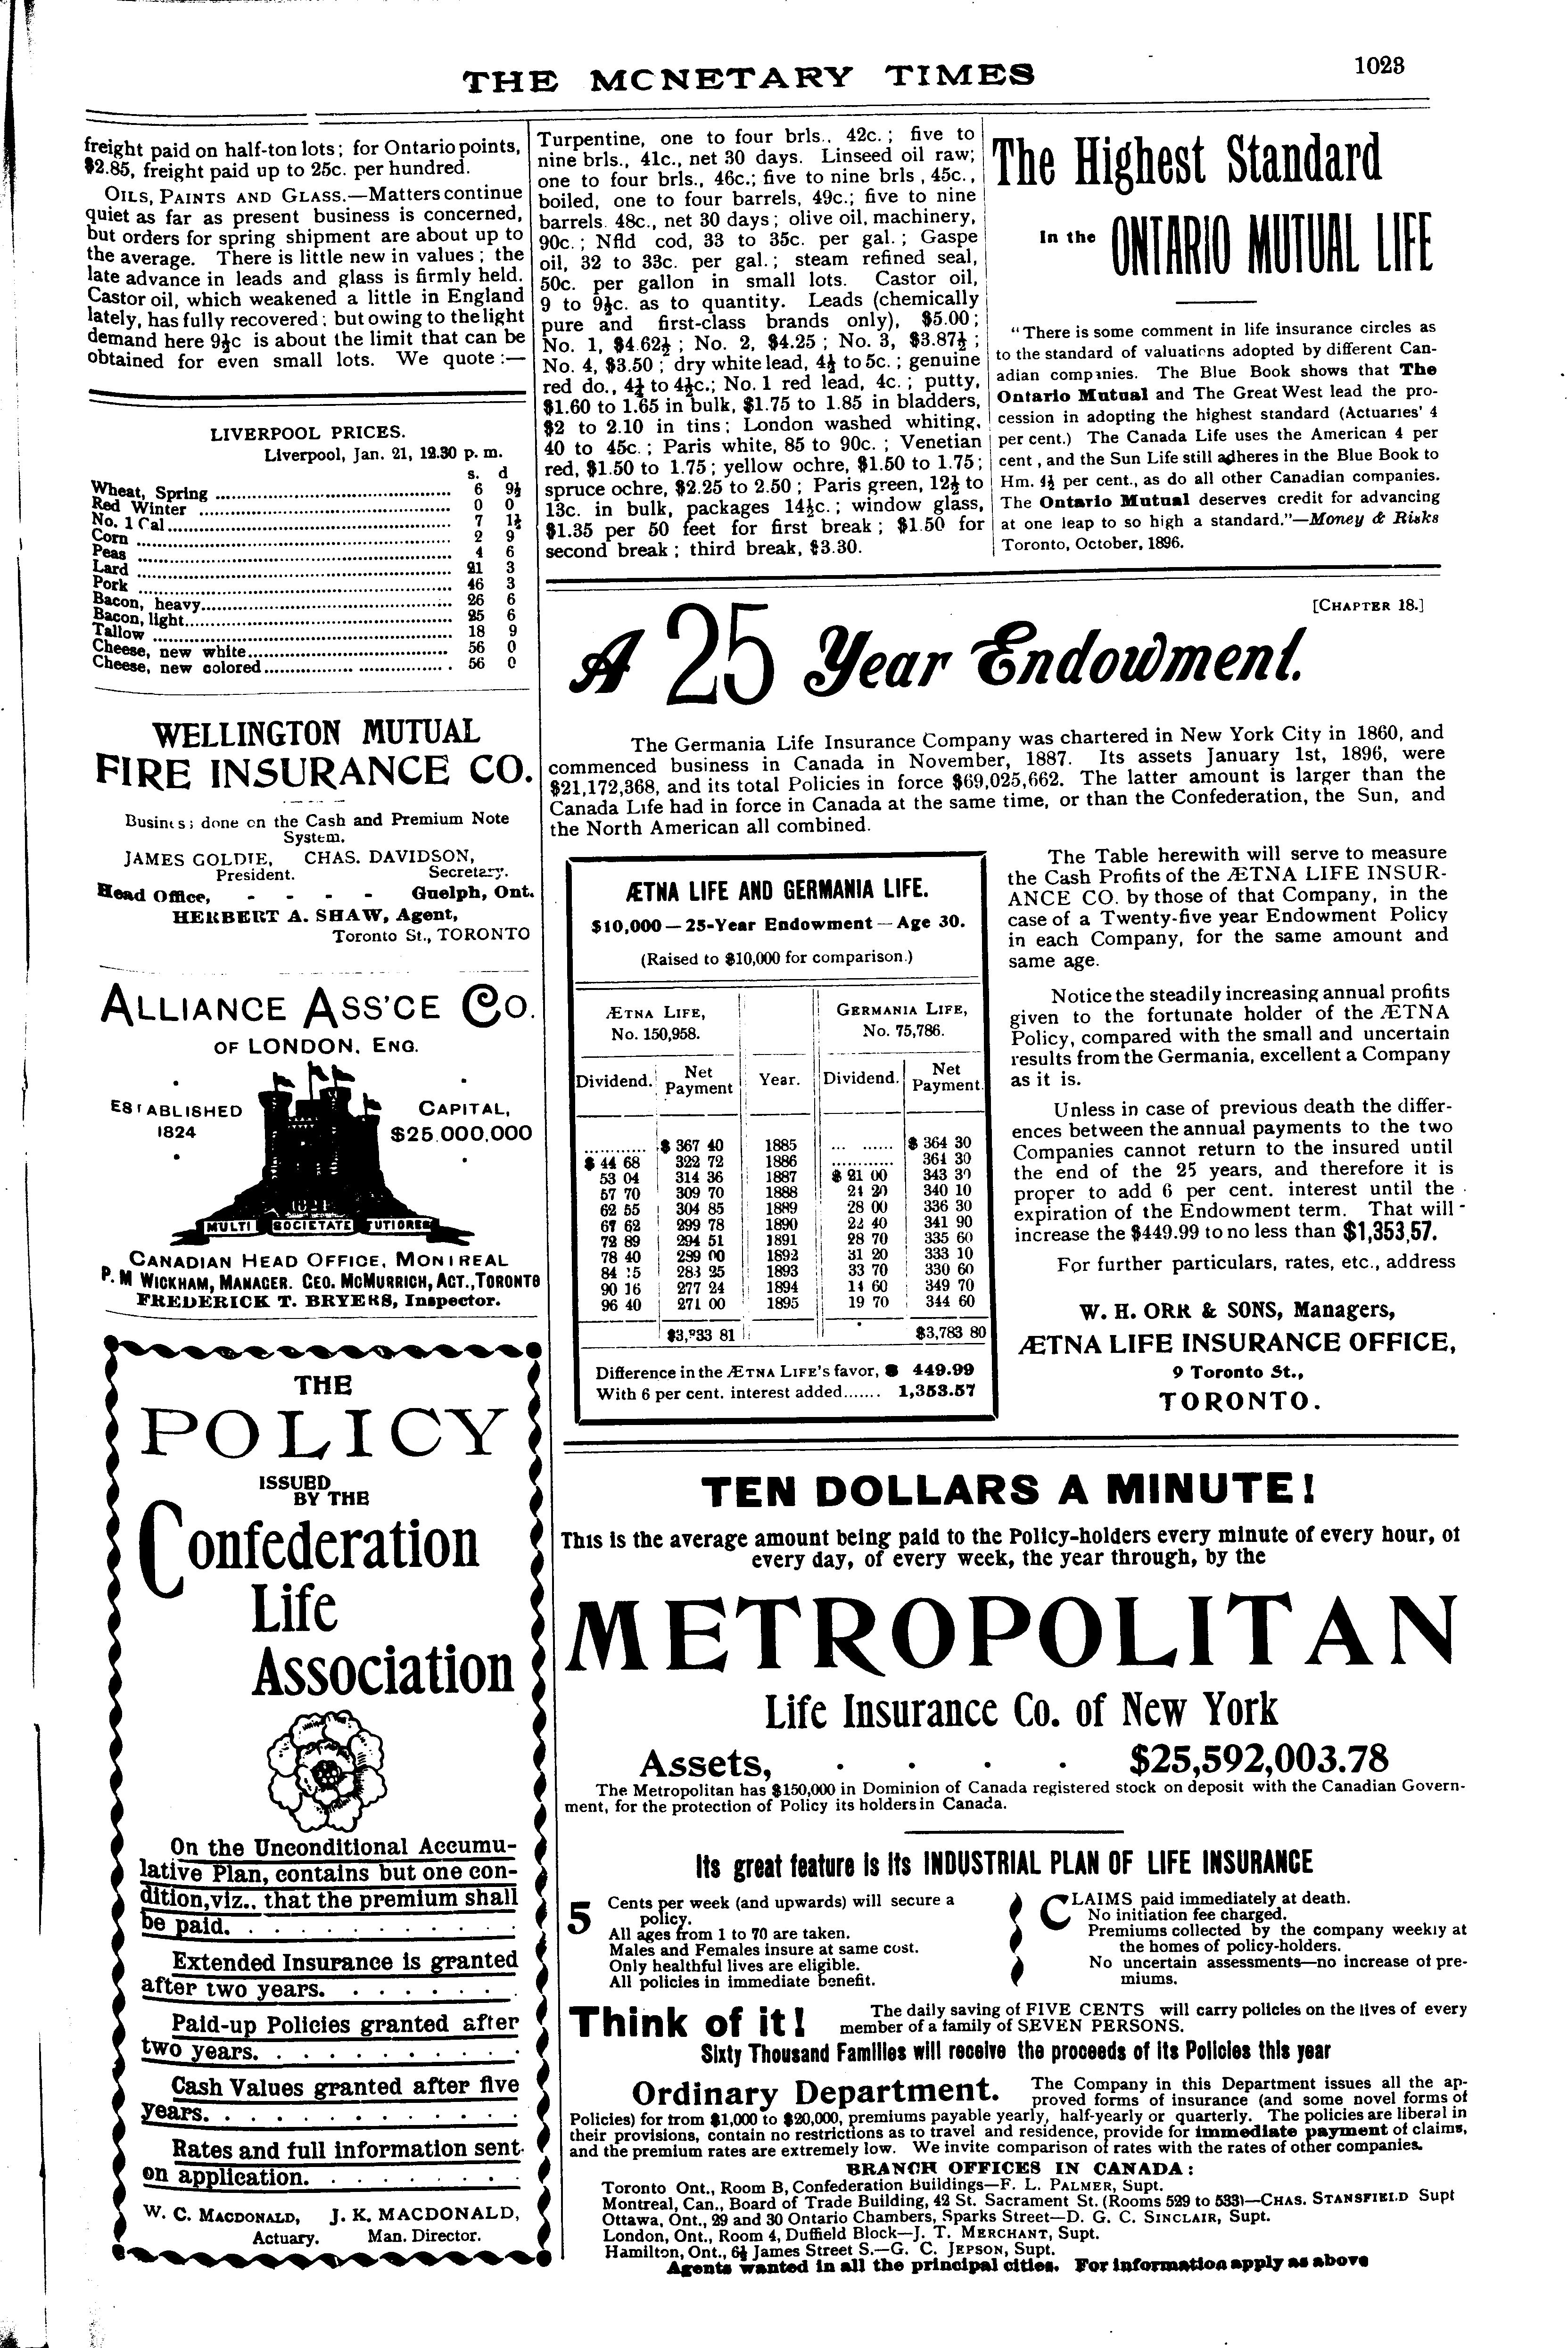 THE MCNETARY TIMES
1023
freight paid on half-ton lots; for Ontario points,
$2.85, freight paid up to 25c. per hundred.
OILS, PAINTS AND GLASS.—Matters continue
quiet as far as present business is concerned,
but orders for spring shipment are about up to
the average. There is little new in values; the
late advance in leads and glass is firmly held.
Castor oil, which weakened a little in England
lately, has fully recovered; but owing to the light
demand here 9½c is about the limit that can be
obtained for even small lots. We quote:—
LIVERPOOL PRICES.
Liverpool, Jan. 21, 12.30 p. m.
s. d
Wheat, Spring 6 9½
Red Winter 0 0
No. 1 Cal 7 1½
Corn 2 9
Peas 4 6
Lard 21 3
Pork 46 3
Bacon, heavy 26 6
Bacon, light 25 6
Tallow 18 9
Cheese, new white 56 0
Cheese, new colored 56 0
WELLINGTON MUTUAL
FIRE INSURANCE CO.
Business done on the Cash and Premium Note
System.
JAMES GOLDIE, CHAS. DAVIDSON,
President. Secretary.
Head Office, - - - - Guelph, Ont.
HERBERT A. SHAW, Agent,
Toronto St., TORONTO
ALLIANCE ASS'CE CO.
OF LONDON, ENG.
ESTABLISHED
1824
CAPITAL,
$25.000,000
1824
MULTI SOCIETATE TUTIORES
CANADIAN HEAD OFFICE, MONTREAL
P. M WICKHAM, MANAGER. GEO. MCMURRICH, AGT., TORONTO
FREDERICK T. BRYERS, Inspector.
THE
POLICY
ISSUED
BY THE
Confederation
Life
Association
On the Unconditional Accumu-
lative Plan, contains but one con-
dition, viz.. that the premium shall
be paid. . . . . . . . . . . .
Extended Insurance is granted
after two years. . . . . . . .
Paid-up Policies granted after
two years. . . . . . . . . . .
Cash Values granted after five
years. . . . . . . . . . . . .
Rates and full information sent
on application. . . . . . . . .
W. C. MACDONALD, J. K. MACDONALD,
Actuary. Man. Director.
Turpentine, one to four brls., 42c.; five to
nine brls., 41c., net 30 days. Linseed oil raw;
one to four brls., 46c.; five to nine brls, 45c.,
boiled, one to four barrels, 49c.; five to nine
barrels. 48c., net 30 days; olive oil, machinery,
90c.; Nfld cod, 33 to 35c. per gal.; Gaspe
oil, 32 to 33c. per gal.; steam refined seal,
50c. per gallon in small lots. Castor oil,
9 to 9½c. as to quantity. Leads (chemically
pure and first-class brands only), $5.00;
No. 1, $4.62½; No. 2, $4.25; No. 3, $3.87½;
No. 4, $3.50; dry white lead, 4½ to 5c.; genuine
red do., 4¼ to 4½c.; No. 1 red lead, 4c.; putty,
$1.60 to 1.65 in bulk, $1.75 to 1.85 in bladders,
$2 to 2.10 in tins; London washed whiting,
40 to 45c.; Paris white, 85 to 90c.; Venetian
red, $1.50 to 1.75; yellow ochre, $1.50 to 1.75;
spruce ochre, $2.25 to 2.50; Paris green, 12½ to
13c. in bulk, packages 14½c.; window glass,
$1.35 per 50 feet for first break; $1.50 for
second break; third break, $3.30.
The Highest Standard
In the ONTARIO MUTUAL LIFE
"There is some comment in life insurance circles as
to the standard of valuations adopted by different Can-
adian companies. The Blue Book shows that The
Ontario Mutual and The Great West lead the pro-
cession in adopting the highest standard (Actuaries' 4
per cent.) The Canada Life uses the American 4 per
cent, and the Sun Life still adheres in the Blue Book to
Hm. 4½ per cent., as do all other Canadian companies.
The Ontario Mutual deserves credit for advancing
at one leap to so high a standard."—Money & Risks
Toronto, October, 1896.
[CHAPTER 18.]
A 25 Year Endowment.
The Germania Life Insurance Company was chartered in New York City in 1860, and
commenced business in Canada in November, 1887. Its assets January 1st, 1896, were
$21,172,368, and its total Policies in force $69,025,662. The latter amount is larger than the
Canada Life had in force in Canada at the same time, or than the Confederation, the Sun, and
the North American all combined.
ÆTNA LIFE AND GERMANIA LIFE.
$10,000—25-Year Endowment—Age 30.
(Raised to $10,000 for comparison.)
ÆTNA LIFE, GERMANIA LIFE,
No. 150,958. No. 75,786.
Dividend. Net Payment Year. Dividend. Net Payment.
........... $ 367 40 1885 ... ...... $ 364 30
$ 44 68 322 72 1886 ........... 364 30
53 04 314 36 1887 $ 21 00 343 30
57 70 309 70 1888 24 20 340 10
62 55 304 85 1889 28 00 336 30
67 62 299 78 1890 22 40 341 90
72 89 294 51 1891 28 70 335 60
78 40 289 00 1892 31 20 333 10
84 15 283 25 1893 33 70 330 60
90 16 277 24 1894 14 60 349 70
96 40 271 00 1895 19 70 344 60
$3,333 81 $3,783 80
Difference in the ÆTNA LIFE'S favor, $ 449.99
With 6 per cent. interest added....... 1,353.57
The Table herewith will serve to measure
the Cash Profits of the ÆTNA LIFE INSUR-
ANCE CO. by those of that Company, in the
case of a Twenty-five year Endowment Policy
in each Company, for the same amount and
same age.
Notice the steadily increasing annual profits
given to the fortunate holder of the ÆTNA
Policy, compared with the small and uncertain
results from the Germania, excellent a Company
as it is.
Unless in case of previous death the differ-
ences between the annual payments to the two
Companies cannot return to the insured until
the end of the 25 years, and therefore it is
proper to add 6 per cent. interest until the
expiration of the Endowment term. That will
increase the $449.99 to no less than $1,353,57.
For further particulars, rates, etc., address
W. H. ORR & SONS, Managers,
ÆTNA LIFE INSURANCE OFFICE,
9 Toronto St.,
TORONTO.
TEN DOLLARS A MINUTE!
This is the average amount being paid to the Policy-holders every minute of every hour, of
every day, of every week, the year through, by the
METROPOLITAN
Life Insurance Co. of New York
Assets, . . . . $25,592,003.78
The Metropolitan has $150,000 in Dominion of Canada registered stock on deposit with the Canadian Govern-
ment, for the protection of Policy its holders in Canada.
Its great feature is its INDUSTRIAL PLAN OF LIFE INSURANCE
5 Cents per week (and upwards) will secure a
policy.
All ages from 1 to 70 are taken.
Males and Females insure at same cost.
Only healthful lives are eligible.
All policies in immediate benefit.
CLAIMS paid immediately at death.
No initiation fee charged.
Premiums collected by the company weekly at
the homes of policy-holders.
No uncertain assessments—no increase of pre-
miums.
Think of it! The daily saving of FIVE CENTS will carry policies on the lives of every
member of a family of SEVEN PERSONS.
Sixty Thousand Families will receive the proceeds of its Policies this year
Ordinary Department. The Company in this Department issues all the ap-
proved forms of insurance (and some novel forms of
Policies) for from $1,000 to $20,000, premiums payable yearly, half-yearly or quarterly. The policies are liberal in
their provisions, contain no restrictions as to travel and residence, provide for immediate payment of claims,
and the premium rates are extremely low. We invite comparison of rates with the rates of other companies.
BRANCH OFFICES IN CANADA:
Toronto Ont., Room B, Confederation Buildings—F. L. PALMER, Supt.
Montreal, Can., Board of Trade Building, 42 St. Sacrament St. (Rooms 529 to 533)—CHAS. STANSFIELD Supt
Ottawa, Ont., 29 and 30 Ontario Chambers, Sparks Street—D. G. C. SINCLAIR, Supt.
London, Ont., Room 4, Duffield Block—J. T. MERCHANT, Supt.
Hamilton, Ont., 6½ James Street S.—G. C. JEPSON, Supt.
Agents wanted in all the principal cities. For information apply as above